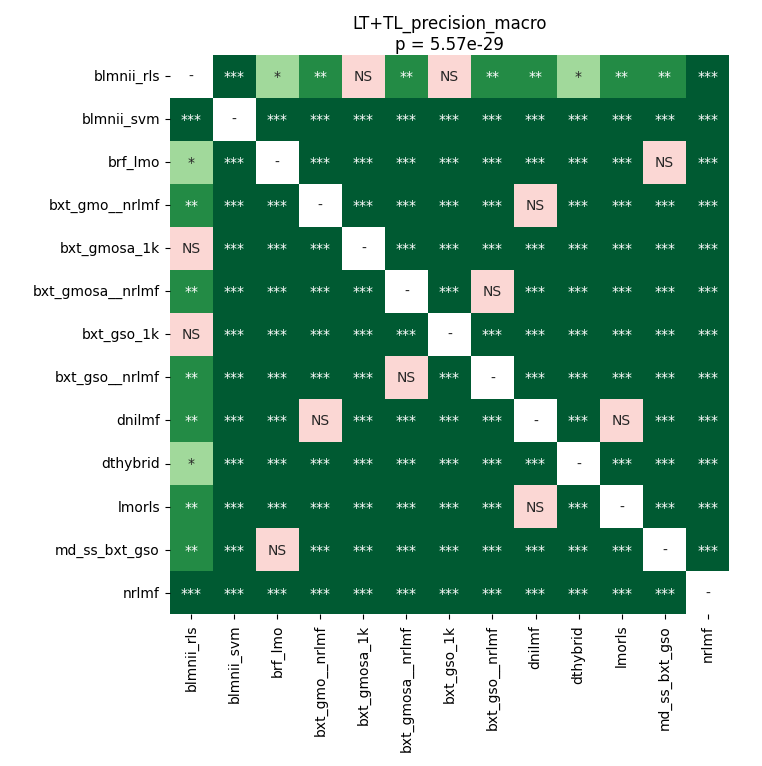 LT+TL_precision_macro
p = 5.57e-29
blmnii_rls - *** * ** NS ** NS ** ** * ** ** ***
blmnii_svm *** - *** *** *** *** *** *** *** *** *** *** ***
brf_lmo * *** - *** *** *** *** *** *** *** *** NS ***
bxt_gmo__nrlmf ** *** *** - *** *** *** *** NS *** *** *** ***
bxt_gmosa_1k NS *** *** *** - *** *** *** *** *** *** *** ***
bxt_gmosa__nrlmf ** *** *** *** *** - *** NS *** *** *** *** ***
bxt_gso_1k NS *** *** *** *** *** - *** *** *** *** *** ***
bxt_gso__nrlmf ** *** *** *** *** NS *** - *** *** *** *** ***
dnilmf ** *** *** NS *** *** *** *** - *** NS *** ***
dthybrid * *** *** *** *** *** *** *** *** - *** *** ***
lmorls ** *** *** *** *** *** *** *** NS *** - *** ***
md_ss_bxt_gso ** *** NS *** *** *** *** *** *** *** *** - ***
nrlmf *** *** *** *** *** *** *** *** *** *** *** *** -
blmnii_rls
blmnii_svm
brf_lmo
bxt_gmo__nrlmf
bxt_gmosa_1k
bxt_gmosa__nrlmf
bxt_gso_1k
bxt_gso__nrlmf
dnilmf
dthybrid
lmorls
md_ss_bxt_gso
nrlmf